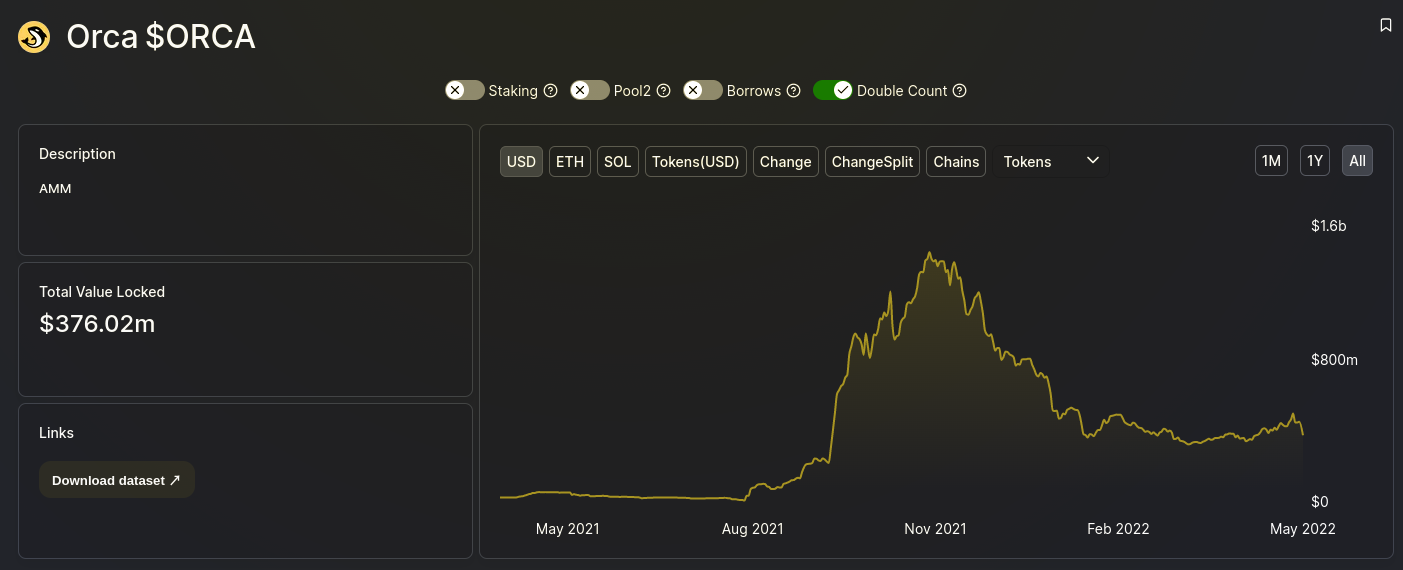 Orca $ORCA
Staking Pool2 Borrows Double Count
Description
AMM
Total Value Locked
$376.02m
Links
Download dataset ↗
USD ETH SOL Tokens(USD) Change ChangeSplit Chains Tokens 1M 1Y All
$1.6b
$800m
$0
May 2021 Aug 2021 Nov 2021 Feb 2022 May 2022